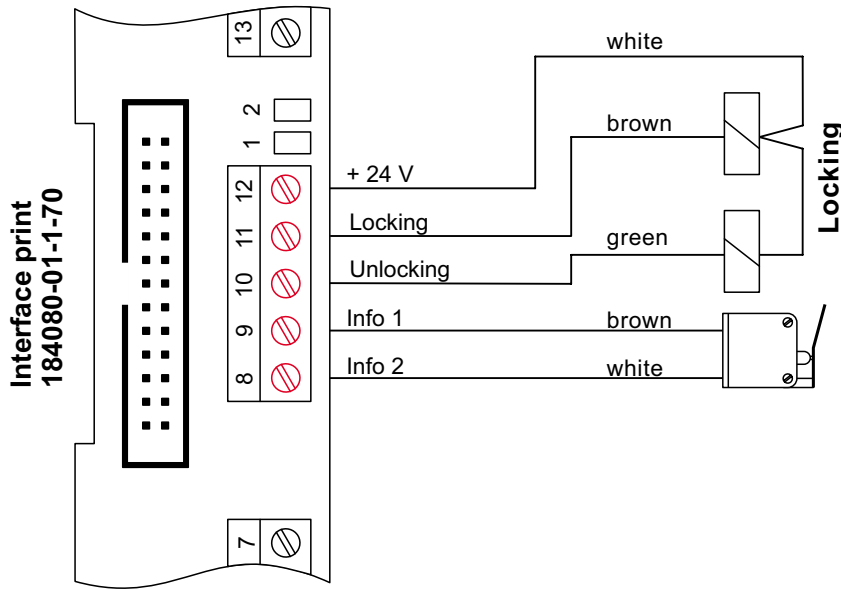 Interface print
184080-01-1-70
13
2
1
12
11
10
9
8
7
+ 24 V
Locking
Unlocking
Info 1
Info 2
white
brown
green
brown
white
Locking